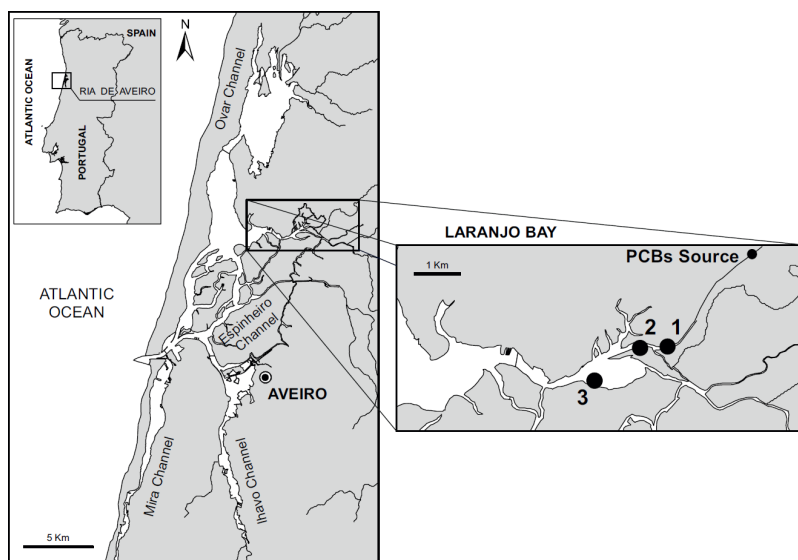 N
SPAIN
ATLANTIC OCEAN
RIA DE AVEIRO
PORTUGAL
Ovar Channel
ATLANTIC
OCEAN
Espinheiro
Channel
AVEIRO
Mira Channel
Ihavo Channel
5 Km
LARANJO BAY
1 Km
PCBs Source
2
1
3